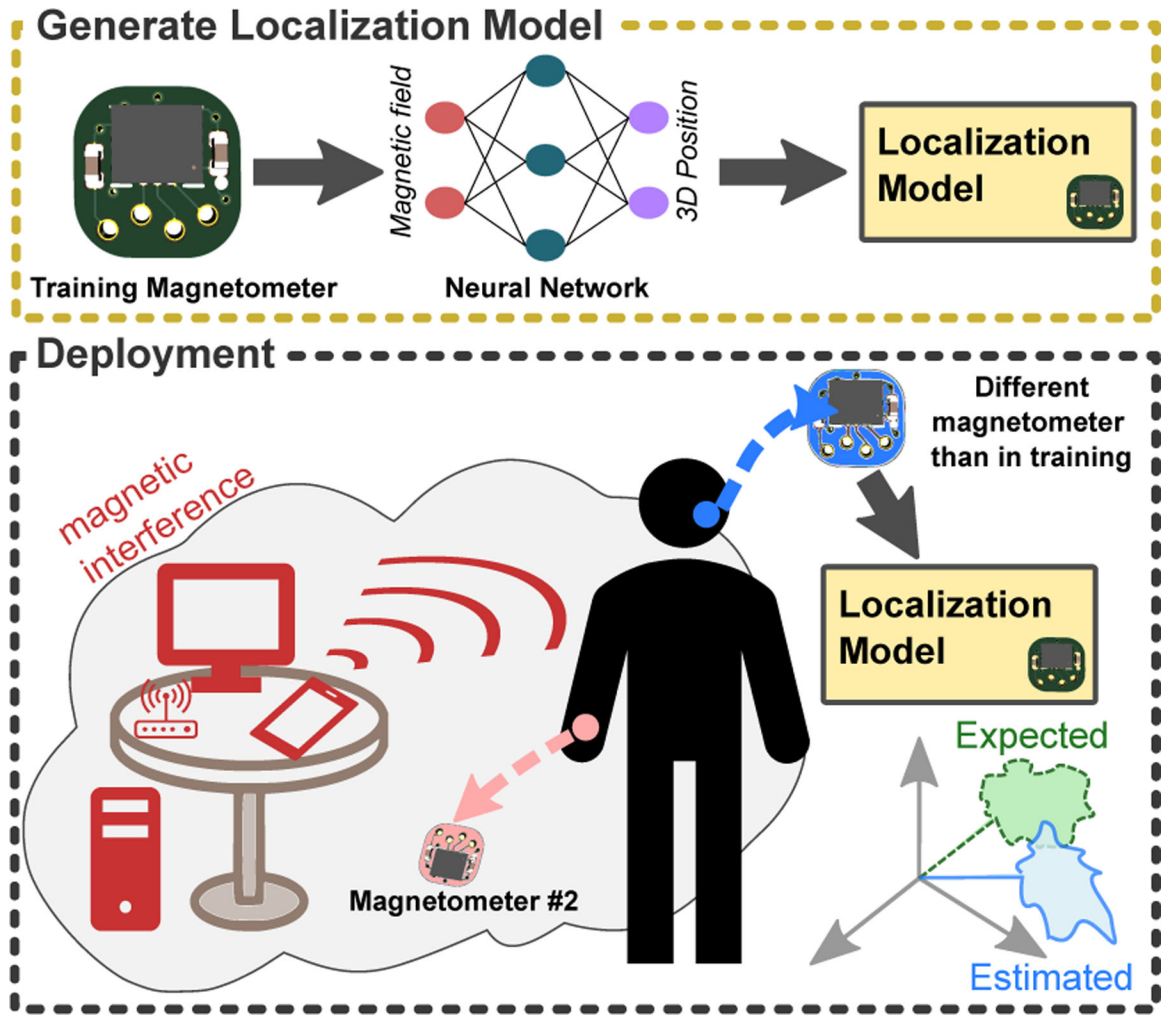 Generate Localization Model
Magnetic field
3D Position
Localization
Model
Training Magnetometer
Neural Network
Deployment
Different
magnetometer
than in training
magnetic
interference
Localization
Model
Expected
Magnetometer #2
Estimated